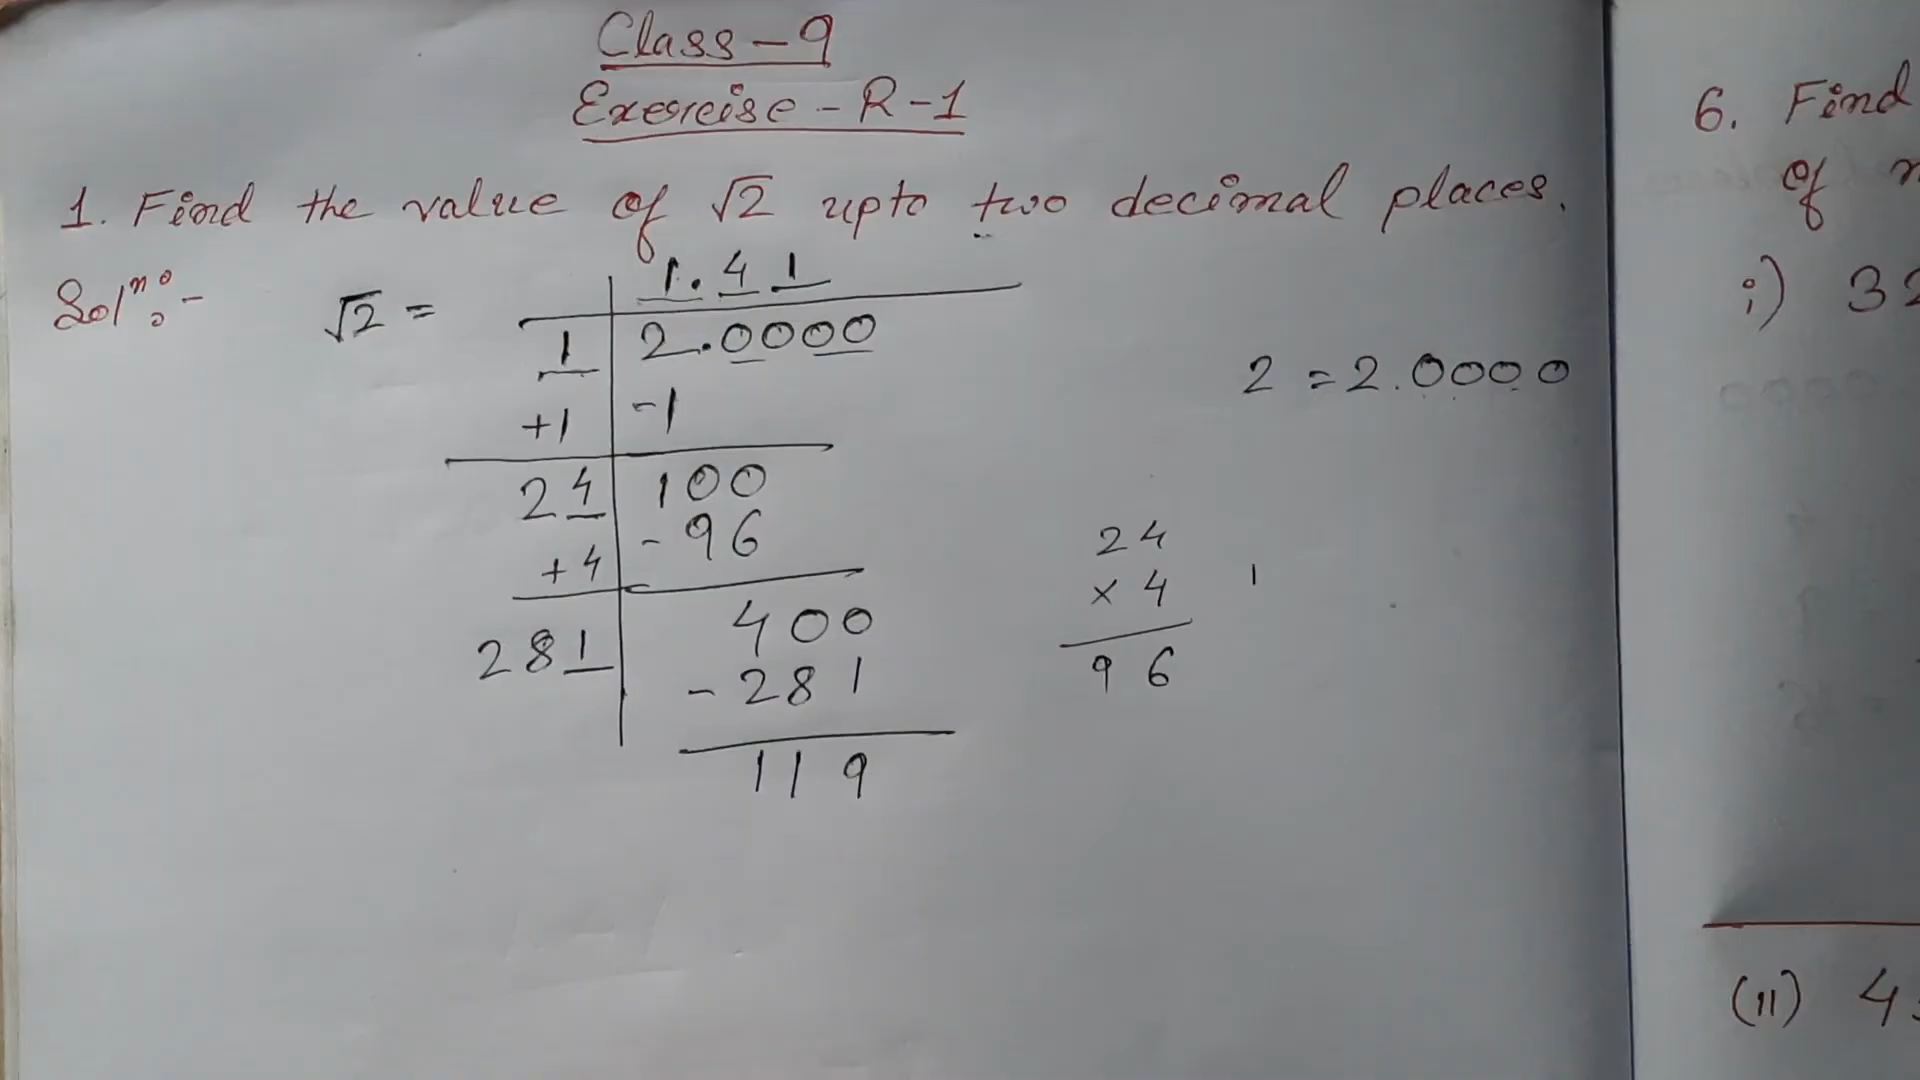 Class - 9
Exercise - R - 1
1. Find the value of √2 upto two decimal places.
Solⁿ:-
√2 =
1.41
1 | 2.0000
+1 | -1
24 | 100
+4 | -96
281 | 400
-281
119
2 = 2.0000
24
× 4
96
1
6. Find
of
i)
(ii) 4